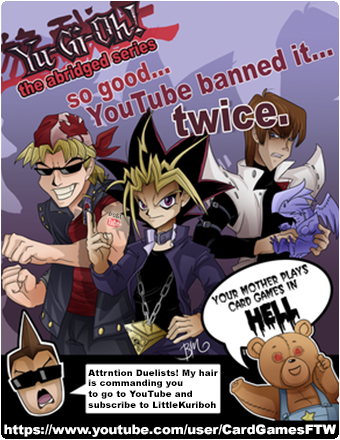 Yu-Gi-Oh!
the abridged series
so good...
YouTube banned it...
twice.
YOUR MOTHER PLAYS
CARD GAMES IN
HELL
Attrntion Duelists! My hair
is commanding you
to go to YouTube and
subscribe to LittleKuriboh
https://www.youtube.com/user/CardGamesFTW